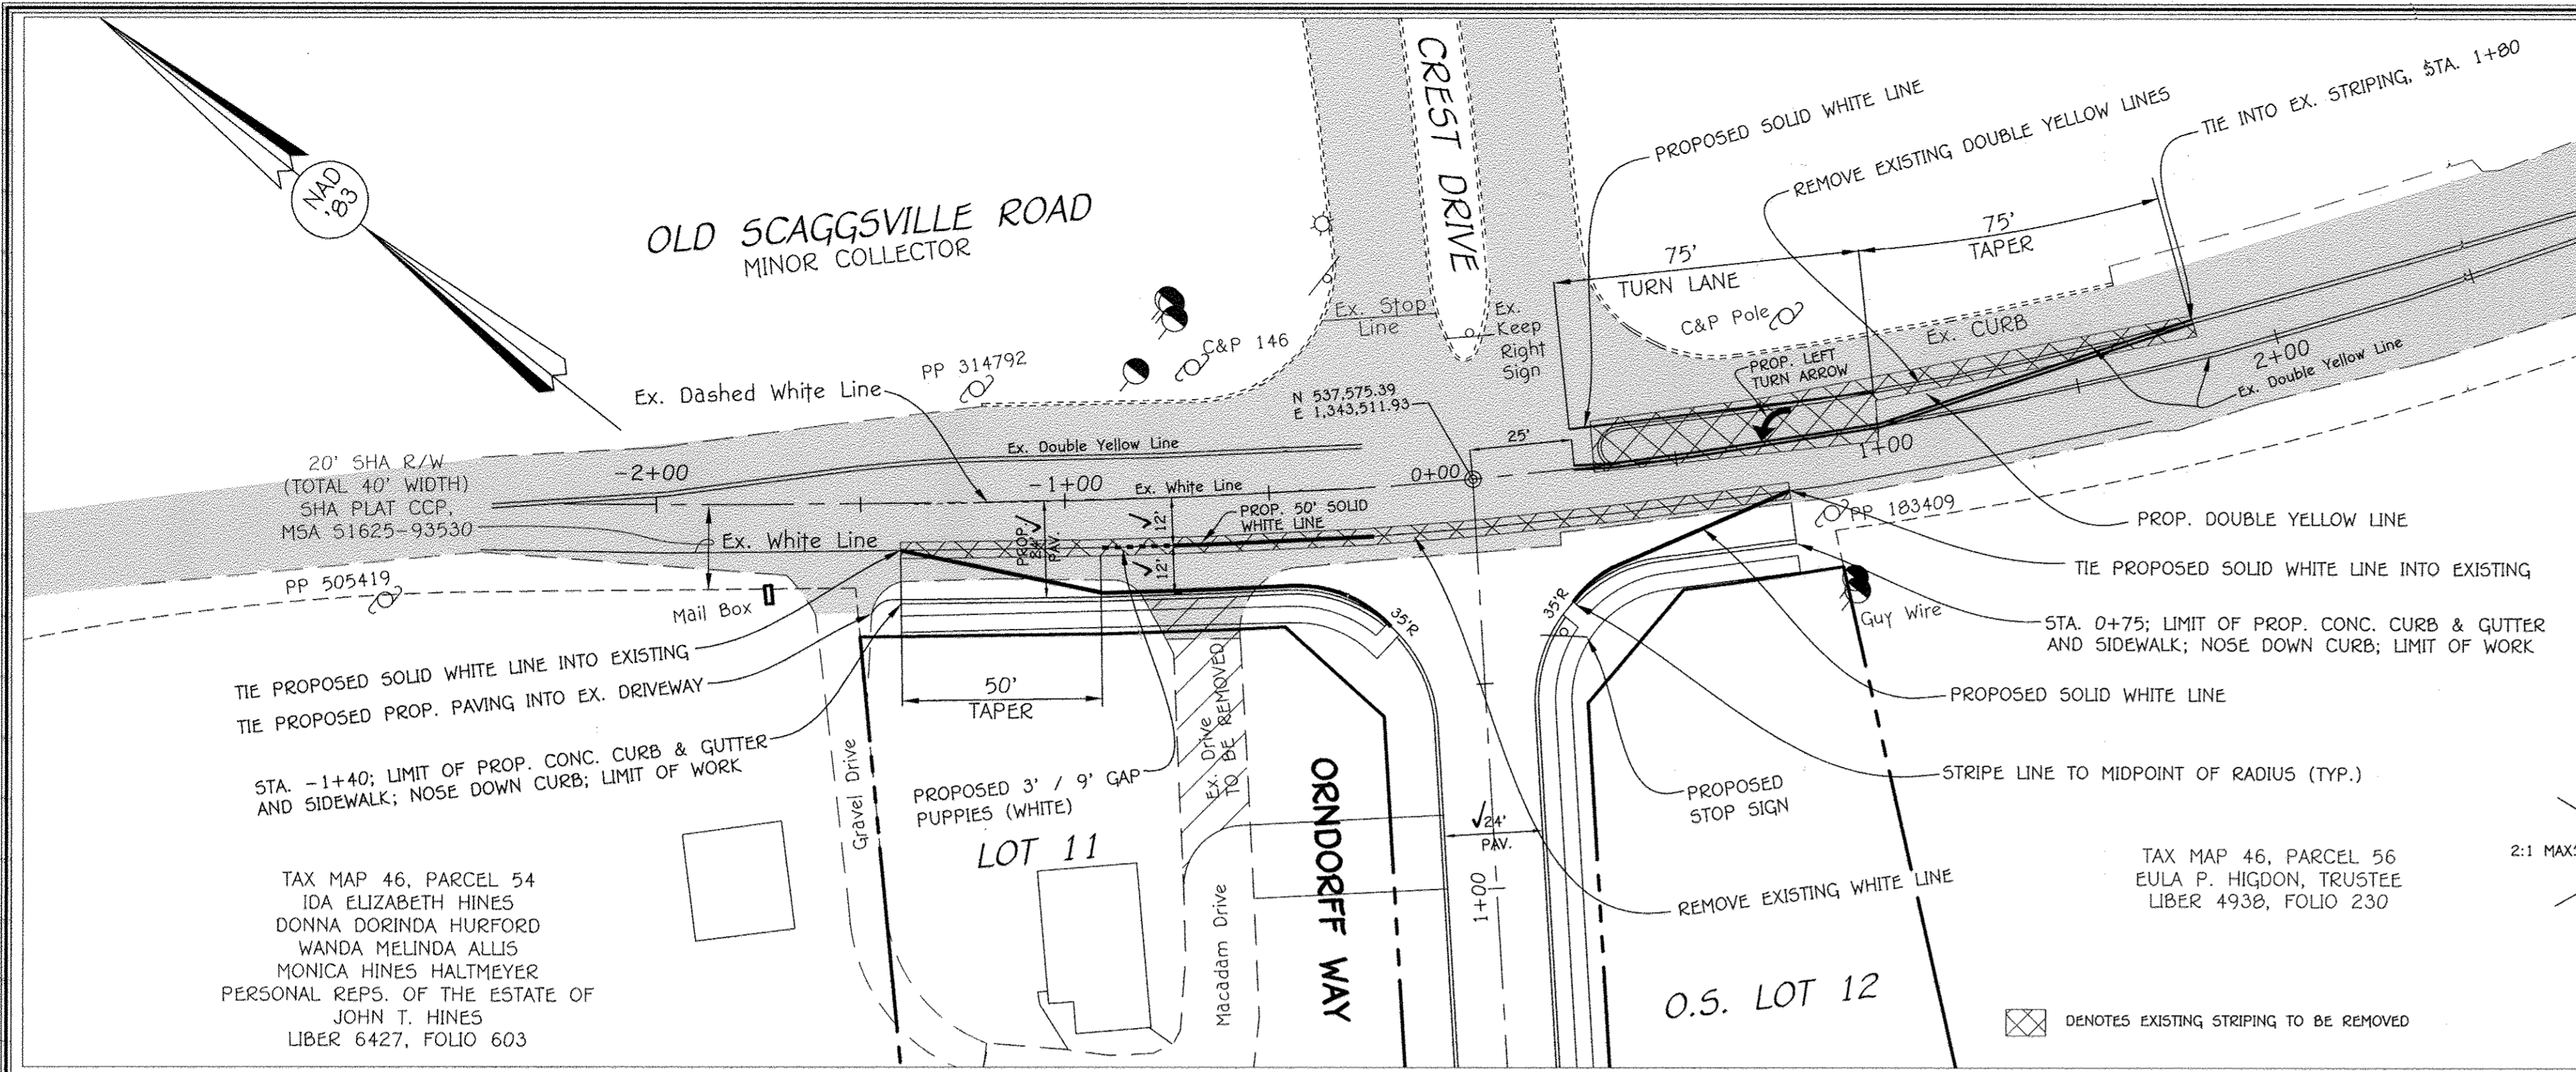 NAD
'83
OLD SCAGGSVILLE ROAD
MINOR COLLECTOR
CREST DRIVE
PROPOSED SOLID WHITE LINE
REMOVE EXISTING DOUBLE YELLOW LINES
TIE INTO EX. STRIPING, STA. 1+80
75'
TURN LANE
75'
TAPER
C&P Pole
Ex. CURB
Ex. Stop
Line
Ex.
Keep
Right
Sign
PROP. LEFT
TURN ARROW
C&P 146
PP 314792
Ex. Dashed White Line
N 537,575.39
E 1,343,511.93
25'
2+00
Ex. Double Yellow Line
Ex. Double Yellow Line
1+00
20' SHA R/W
(TOTAL 40' WIDTH)
SHA PLAT CCP,
MSA S1625-93530
-2+00
-1+00
0+00
Ex. White Line
PROP. 50' SOLID
WHITE LINE
Ex. White Line
PROP.
24'
PAV.
12'
12'
PP 183409
PROP. DOUBLE YELLOW LINE
PP 505419
Mail Box
TIE PROPOSED SOLID WHITE LINE INTO EXISTING
35'R
35'R
Guy Wire
STA. 0+75; LIMIT OF PROP. CONC. CURB & GUTTER
AND SIDEWALK; NOSE DOWN CURB; LIMIT OF WORK
TIE PROPOSED SOLID WHITE LINE INTO EXISTING
TIE PROPOSED PROP. PAVING INTO EX. DRIVEWAY
50'
TAPER
PROPOSED SOLID WHITE LINE
STA. -1+40; LIMIT OF PROP. CONC. CURB & GUTTER
AND SIDEWALK; NOSE DOWN CURB; LIMIT OF WORK
Gravel Drive
PROPOSED 3' / 9' GAP
PUPPIES (WHITE)
Ex. Drive
TO BE REMOVED
ORNDORFF WAY
PROPOSED
STOP SIGN
STRIPE LINE TO MIDPOINT OF RADIUS (TYP.)
24'
PAV.
LOT 11
Macadam Drive
1+00
REMOVE EXISTING WHITE LINE
TAX MAP 46, PARCEL 56
EULA P. HIGDON, TRUSTEE
LIBER 4938, FOLIO 230
2:1 MAX
TAX MAP 46, PARCEL 54
IDA ELIZABETH HINES
DONNA DORINDA HURFORD
WANDA MELINDA ALLIS
MONICA HINES HALTMEYER
PERSONAL REPS. OF THE ESTATE OF
JOHN T. HINES
LIBER 6427, FOLIO 603
O.S. LOT 12
DENOTES EXISTING STRIPING TO BE REMOVED